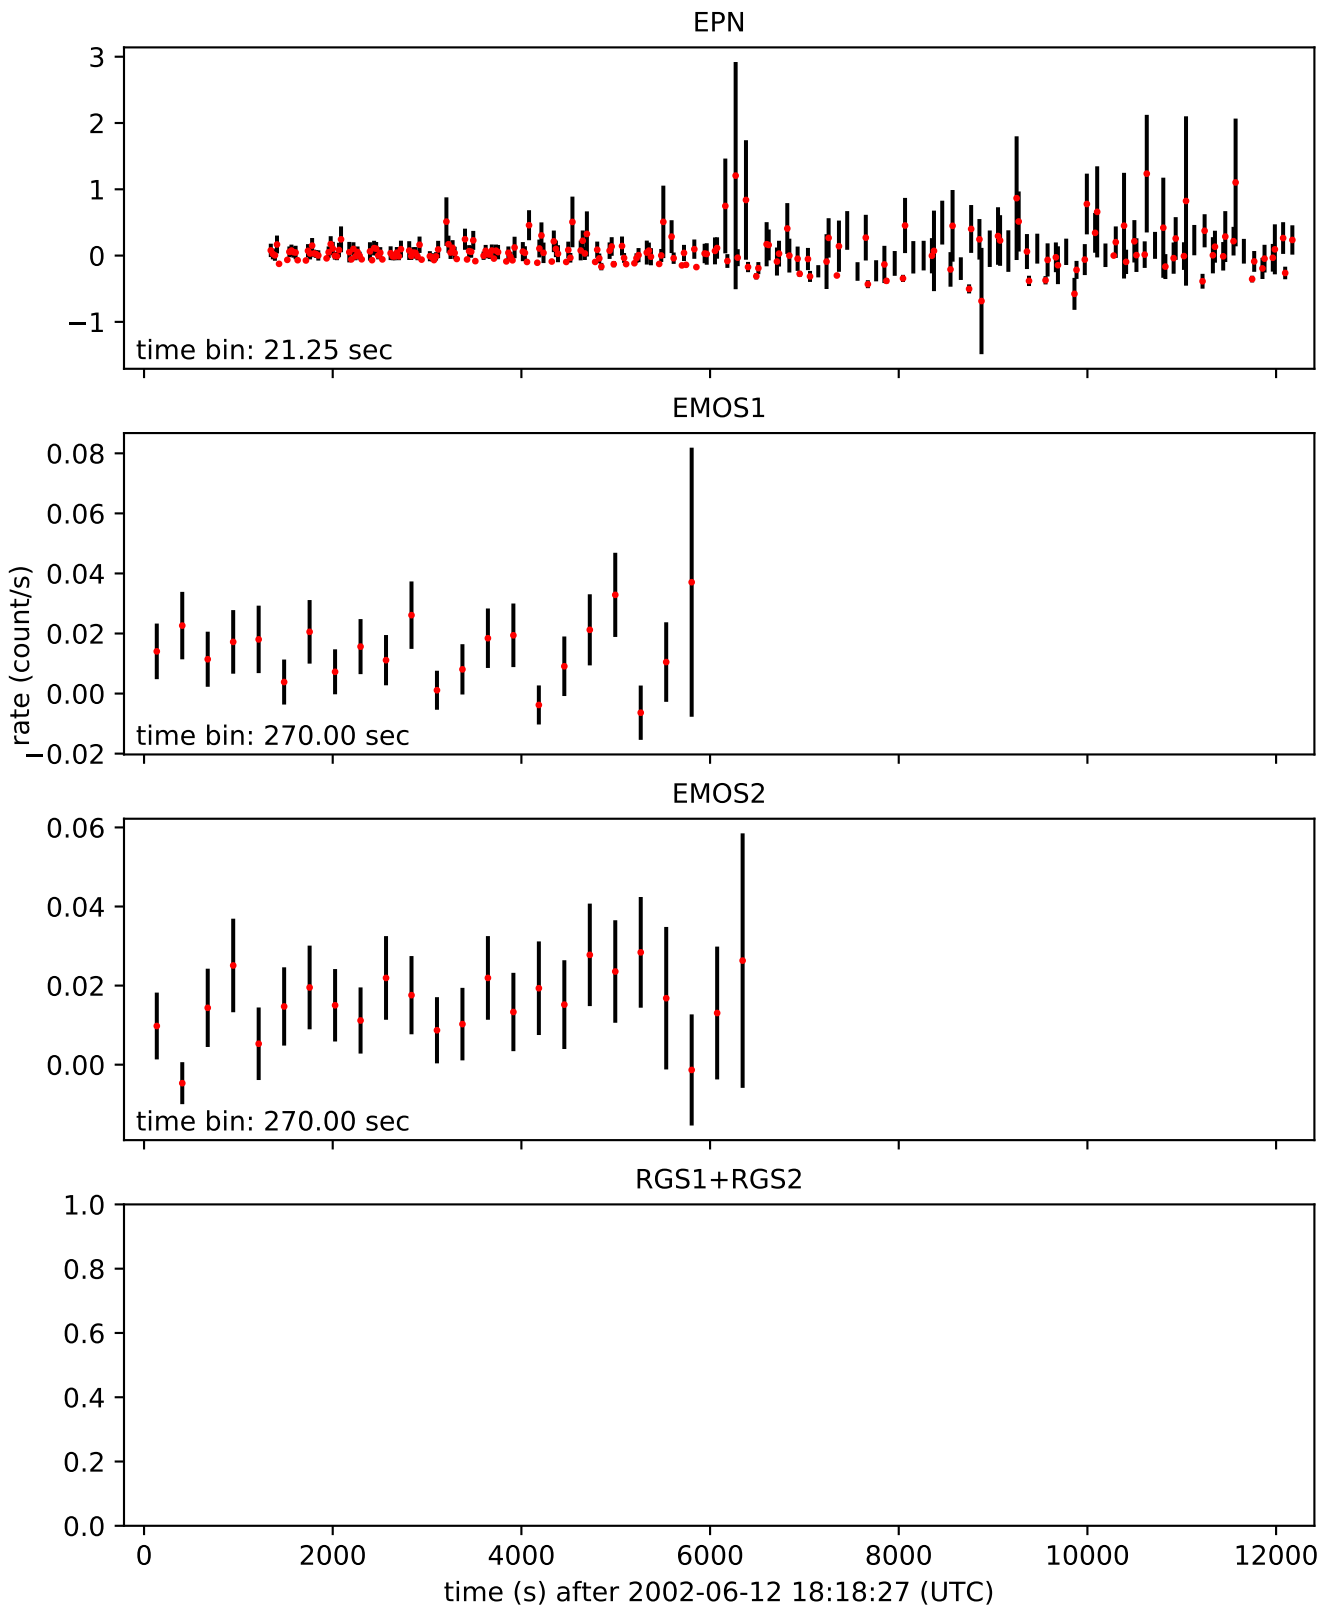 EPN
3
2
1
0
−1
time bin: 21.25 sec
EMOS1
0.08
0.06
0.04
0.02
0.00
−0.02
time bin: 270.00 sec
rate (count/s)
EMOS2
0.06
0.04
0.02
0.00
time bin: 270.00 sec
RGS1+RGS2
1.0
0.8
0.6
0.4
0.2
0.0
0 2000 4000 6000 8000 10000 12000
time (s) after 2002-06-12 18:18:27 (UTC)